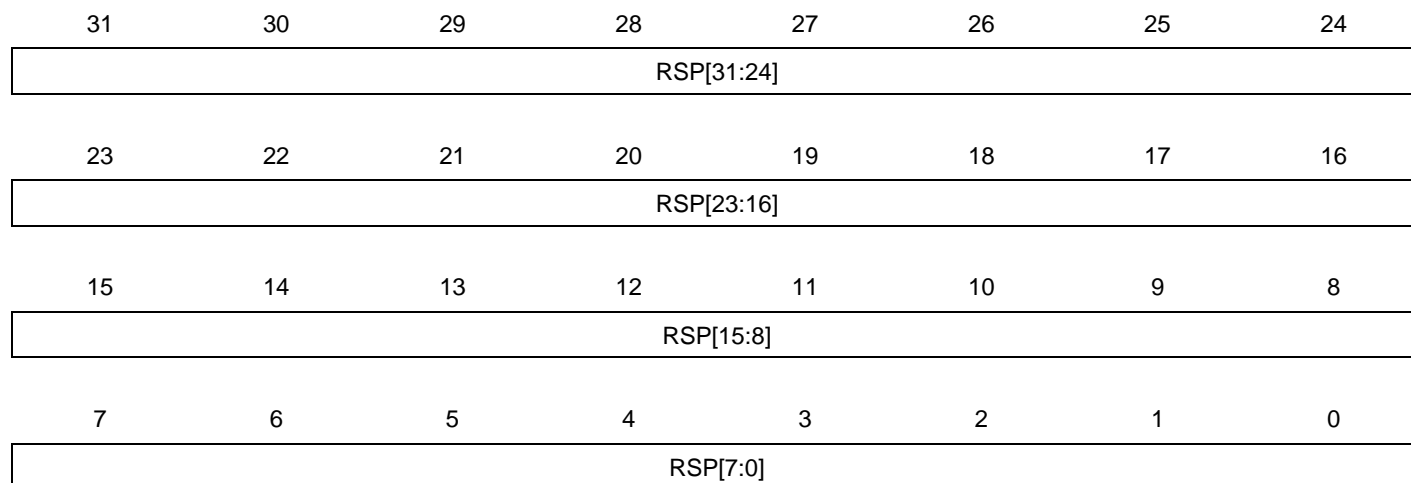 31 30 29 28 27 26 25 24
RSP[31:24]
23 22 21 20 19 18 17 16
RSP[23:16]
15 14 13 12 11 10 9 8
RSP[15:8]
7 6 5 4 3 2 1 0
RSP[7:0]